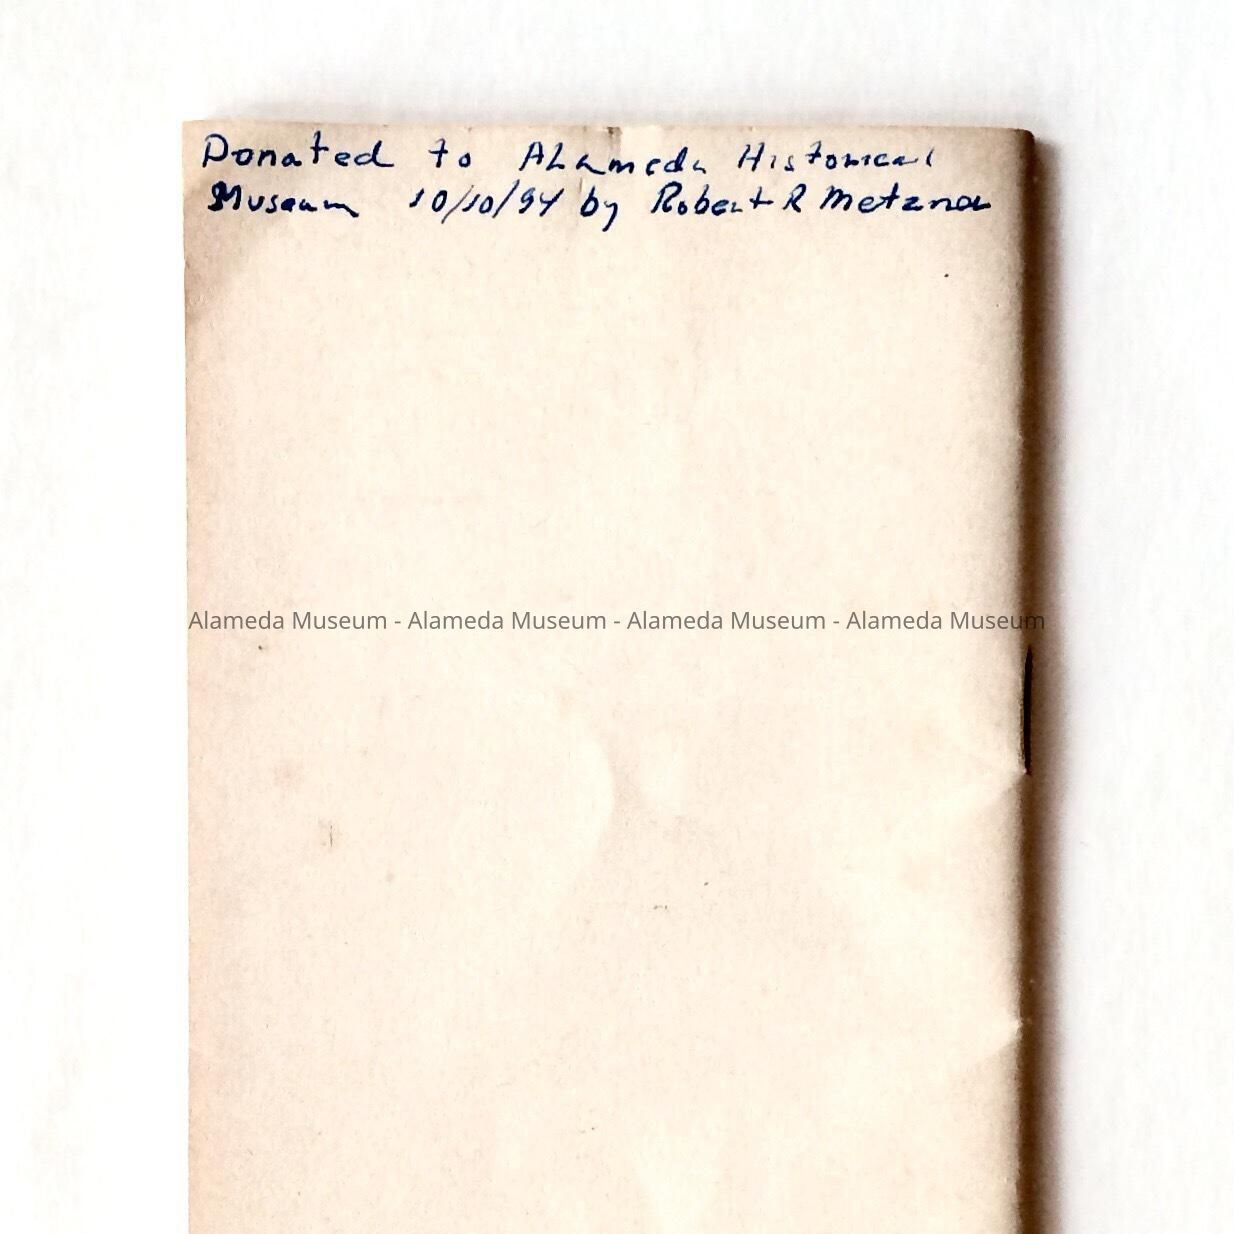 Donated to Alameda Historical
Museum 10/10/94 by Robert R Metzner
Alameda Museum - Alameda Museum - Alameda Museum - Alameda Museum